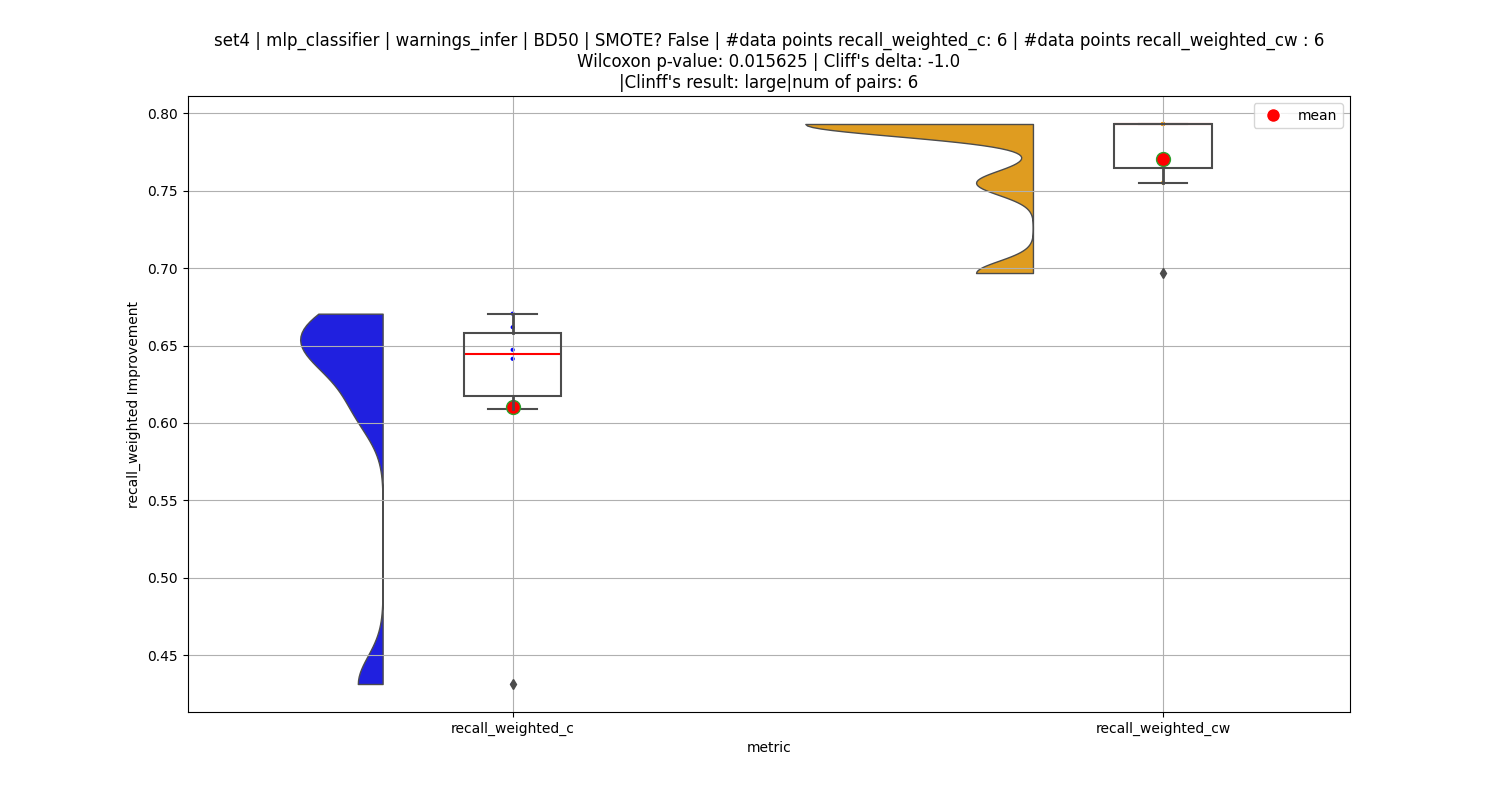 set4 | mlp_classifier | warnings_infer | BD50 | SMOTE? False | #data points recall_weighted_c: 6 | #data points recall_weighted_cw : 6
Wilcoxon p-value: 0.015625 | Cliff's delta: -1.0
|Clinff's result: large|num of pairs: 6
mean
0.80
0.75
0.70
0.65
0.60
0.55
0.50
0.45
recall_weighted Improvement
recall_weighted_c
recall_weighted_cw
metric